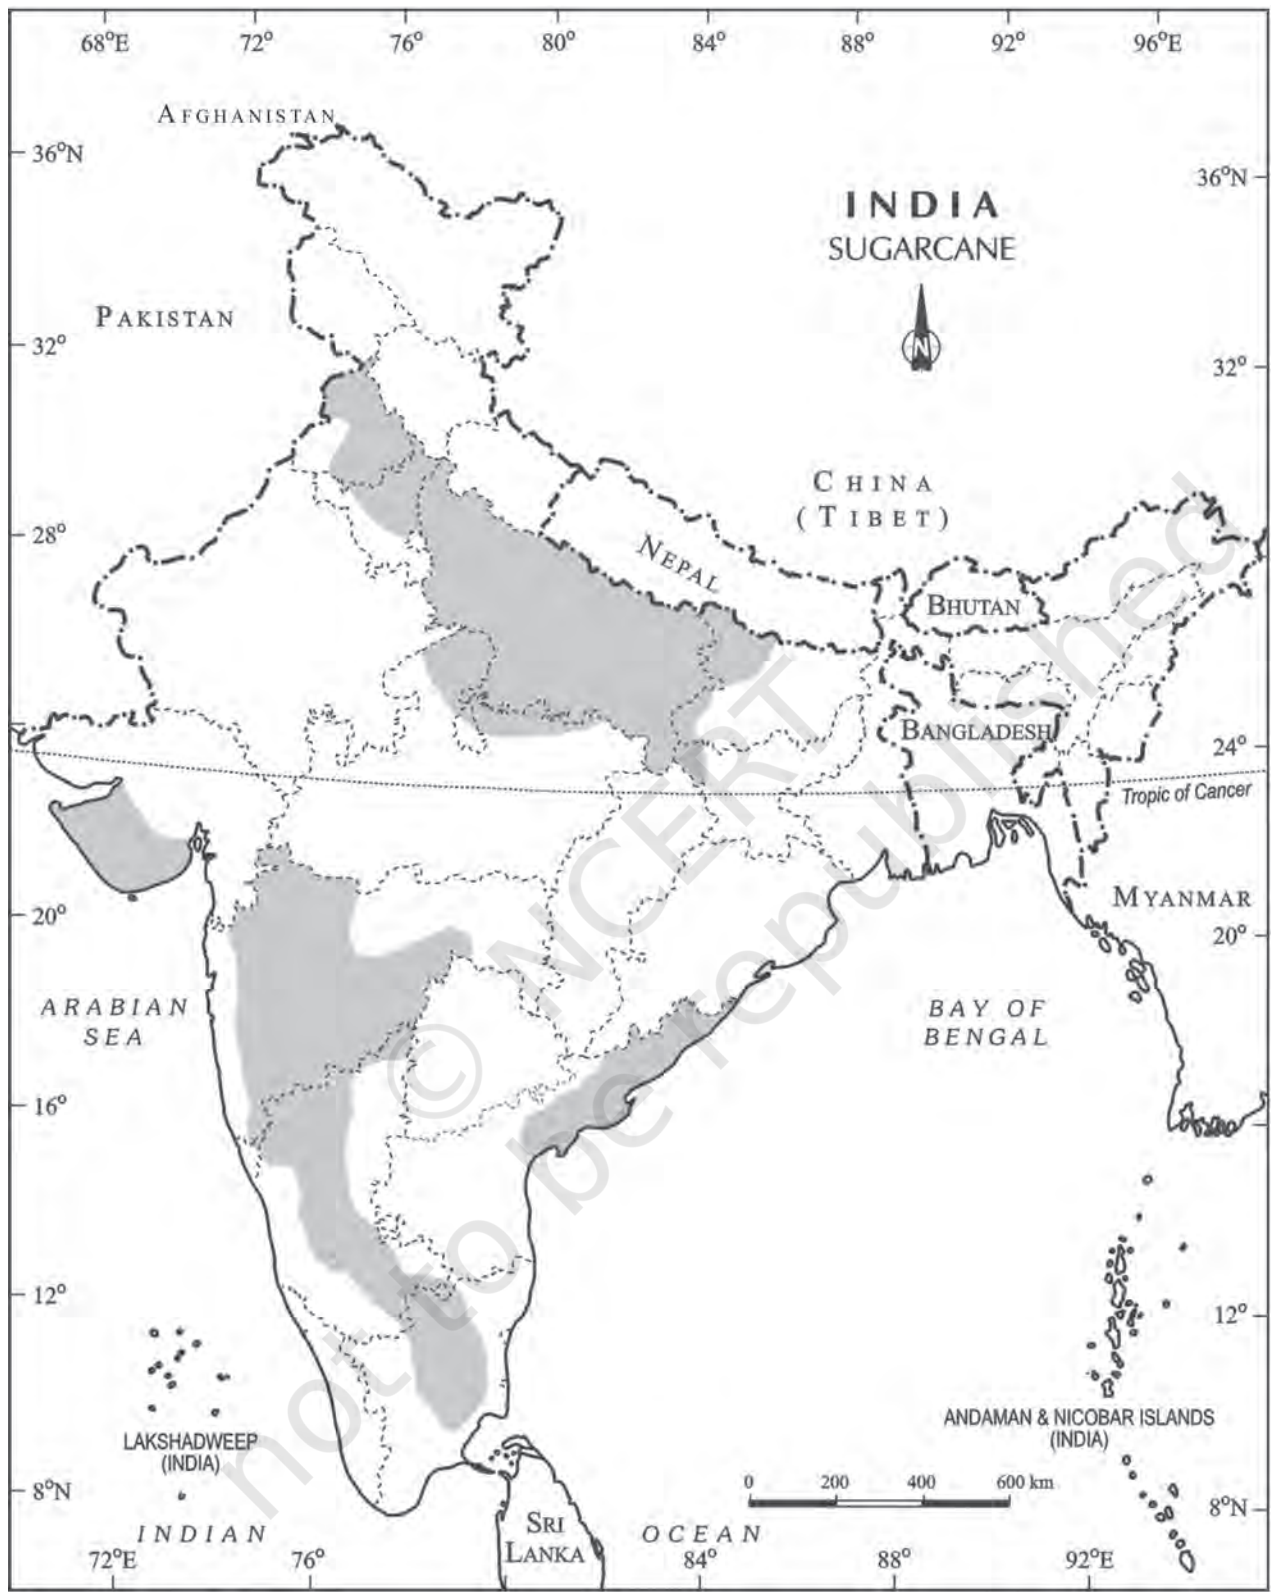 68°E 72° 76° 80° 84° 88° 92° 96°E
AFGHANISTAN
36°N
36°N
INDIA
SUGARCANE
N
PAKISTAN
32°
32°
CHINA
(TIBET)
28°
NEPAL
BHUTAN
BANGLADESH
24°
Tropic of Cancer
MYANMAR
20°
20°
ARABIAN
SEA
BAY OF
BENGAL
16°
12°
12°
LAKSHADWEEP
(INDIA)
ANDAMAN & NICOBAR ISLANDS
(INDIA)
0 200 400 600 km
8°N
8°N
INDIAN
OCEAN
SRI
LANKA
72°E 76° 84° 88° 92°E
© NCERT
not to be republished